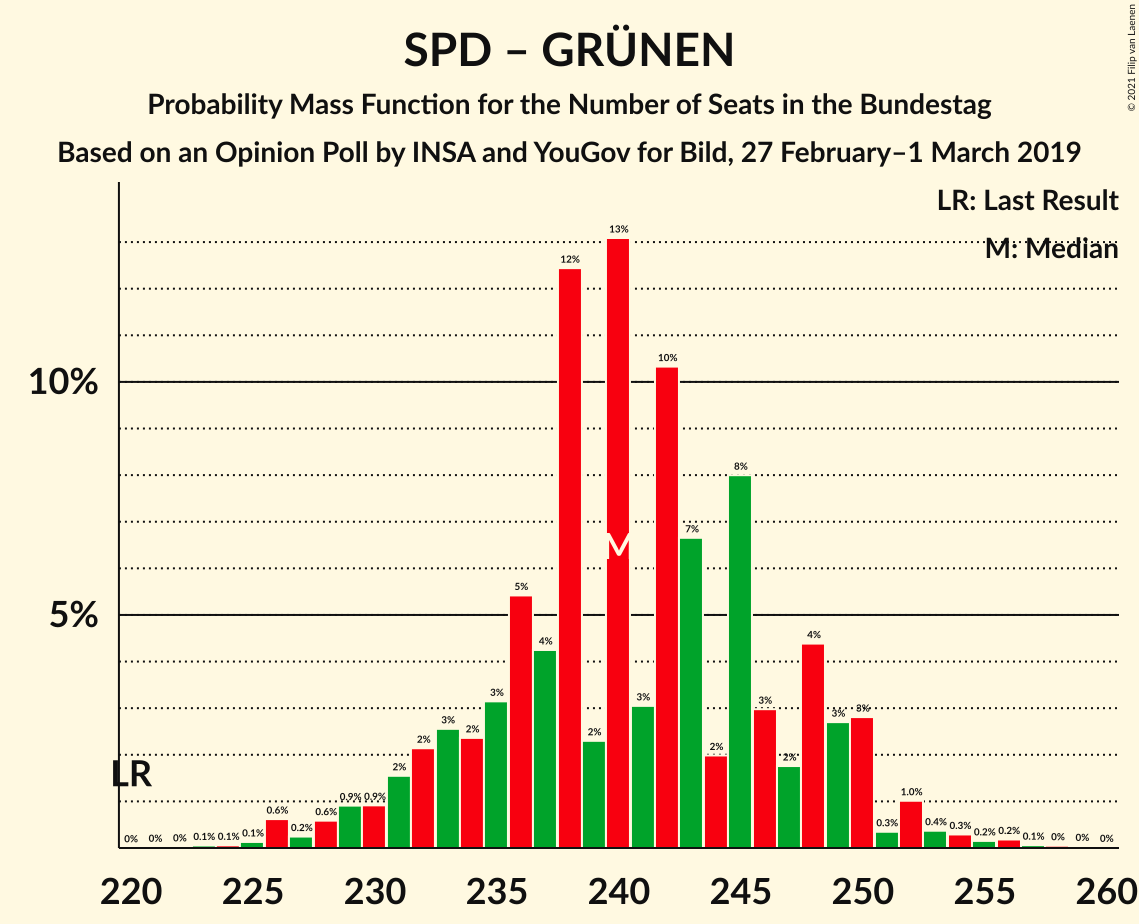 © 2021 Filip van Laenen
SPD – GRÜNEN
Probability Mass Function for the Number of Seats in the Bundestag
Based on an Opinion Poll by INSA and YouGov for Bild, 27 February–1 March 2019
LR: Last Result
M: Median
10%
5%
LR
M
0% 0% 0% 0.1% 0.1% 0.1% 0.6% 0.2% 0.6% 0.9% 0.9% 2% 2% 3% 2% 3% 5% 4% 12% 2% 13% 3% 10% 7% 2% 8% 3% 2% 4% 3% 3% 0.3% 1.0% 0.4% 0.3% 0.2% 0.2% 0.1% 0% 0% 0%
220 225 230 235 240 245 250 255 260